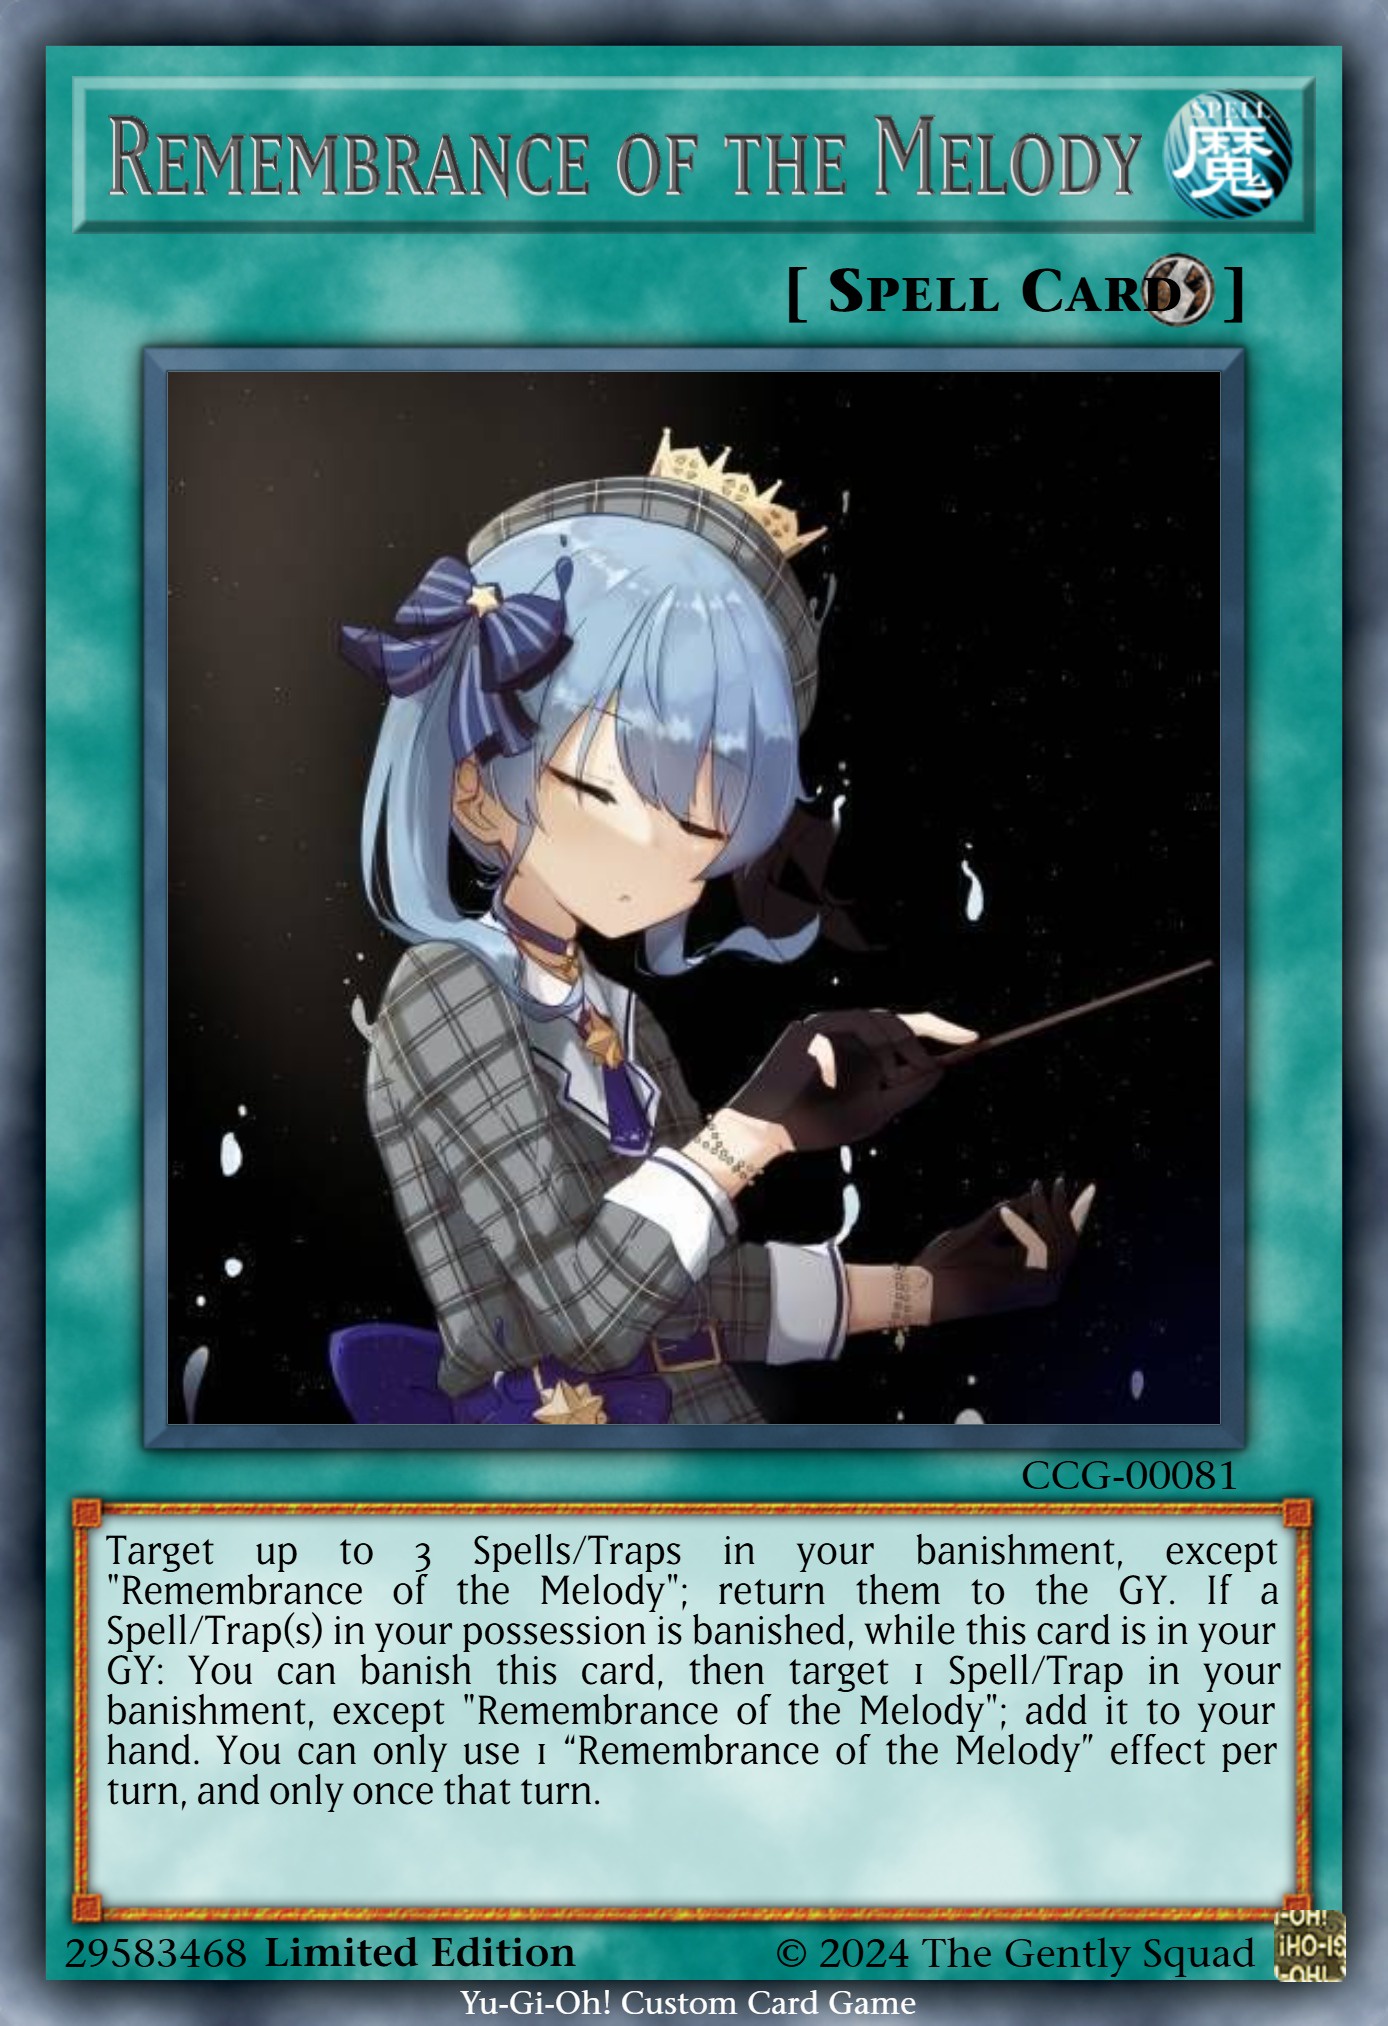 Remembrance of the Melody
SPELL
魔
[ Spell Card ]
CCG-00081
Target up to 3 Spells/Traps in your banishment, except
"Remembrance of the Melody"; return them to the GY. If a
Spell/Trap(s) in your possession is banished, while this card is in your
GY: You can banish this card, then target 1 Spell/Trap in your
banishment, except "Remembrance of the Melody"; add it to your
hand. You can only use 1 “Remembrance of the Melody” effect per
turn, and only once that turn.
29583468 Limited Edition
© 2024 The Gently Squad
Yu-Gi-Oh! Custom Card Game